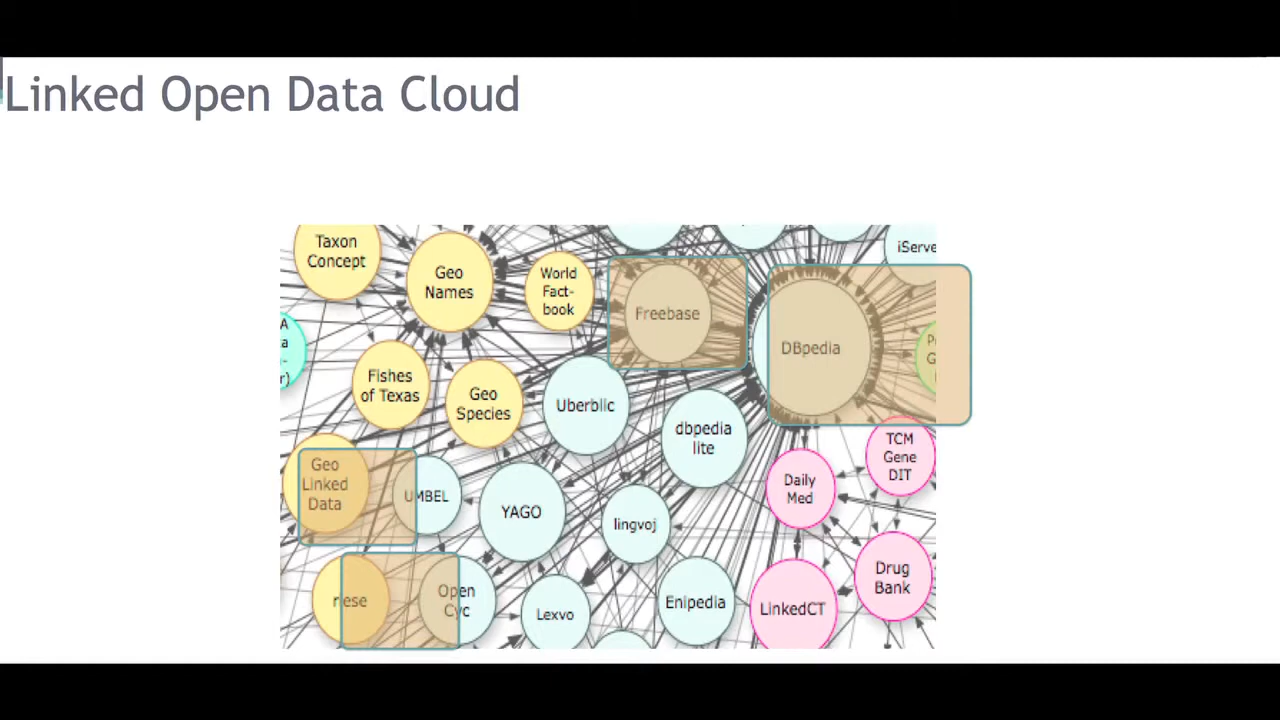 Linked Open Data Cloud
Taxon
Concept
Geo
Names
World
Fact-
book
Freebase
DBpedia
iServe
A
a
-
r)
Fishes
of Texas
Geo
Species
Uberblic
dbpedia
lite
P
G
TCM
Gene
DIT
Geo
Linked
Data
UMBEL
YAGO
lingvoj
Daily
Med
riese
Open
Cyc
Lexvo
Enipedia
LinkedCT
Drug
Bank